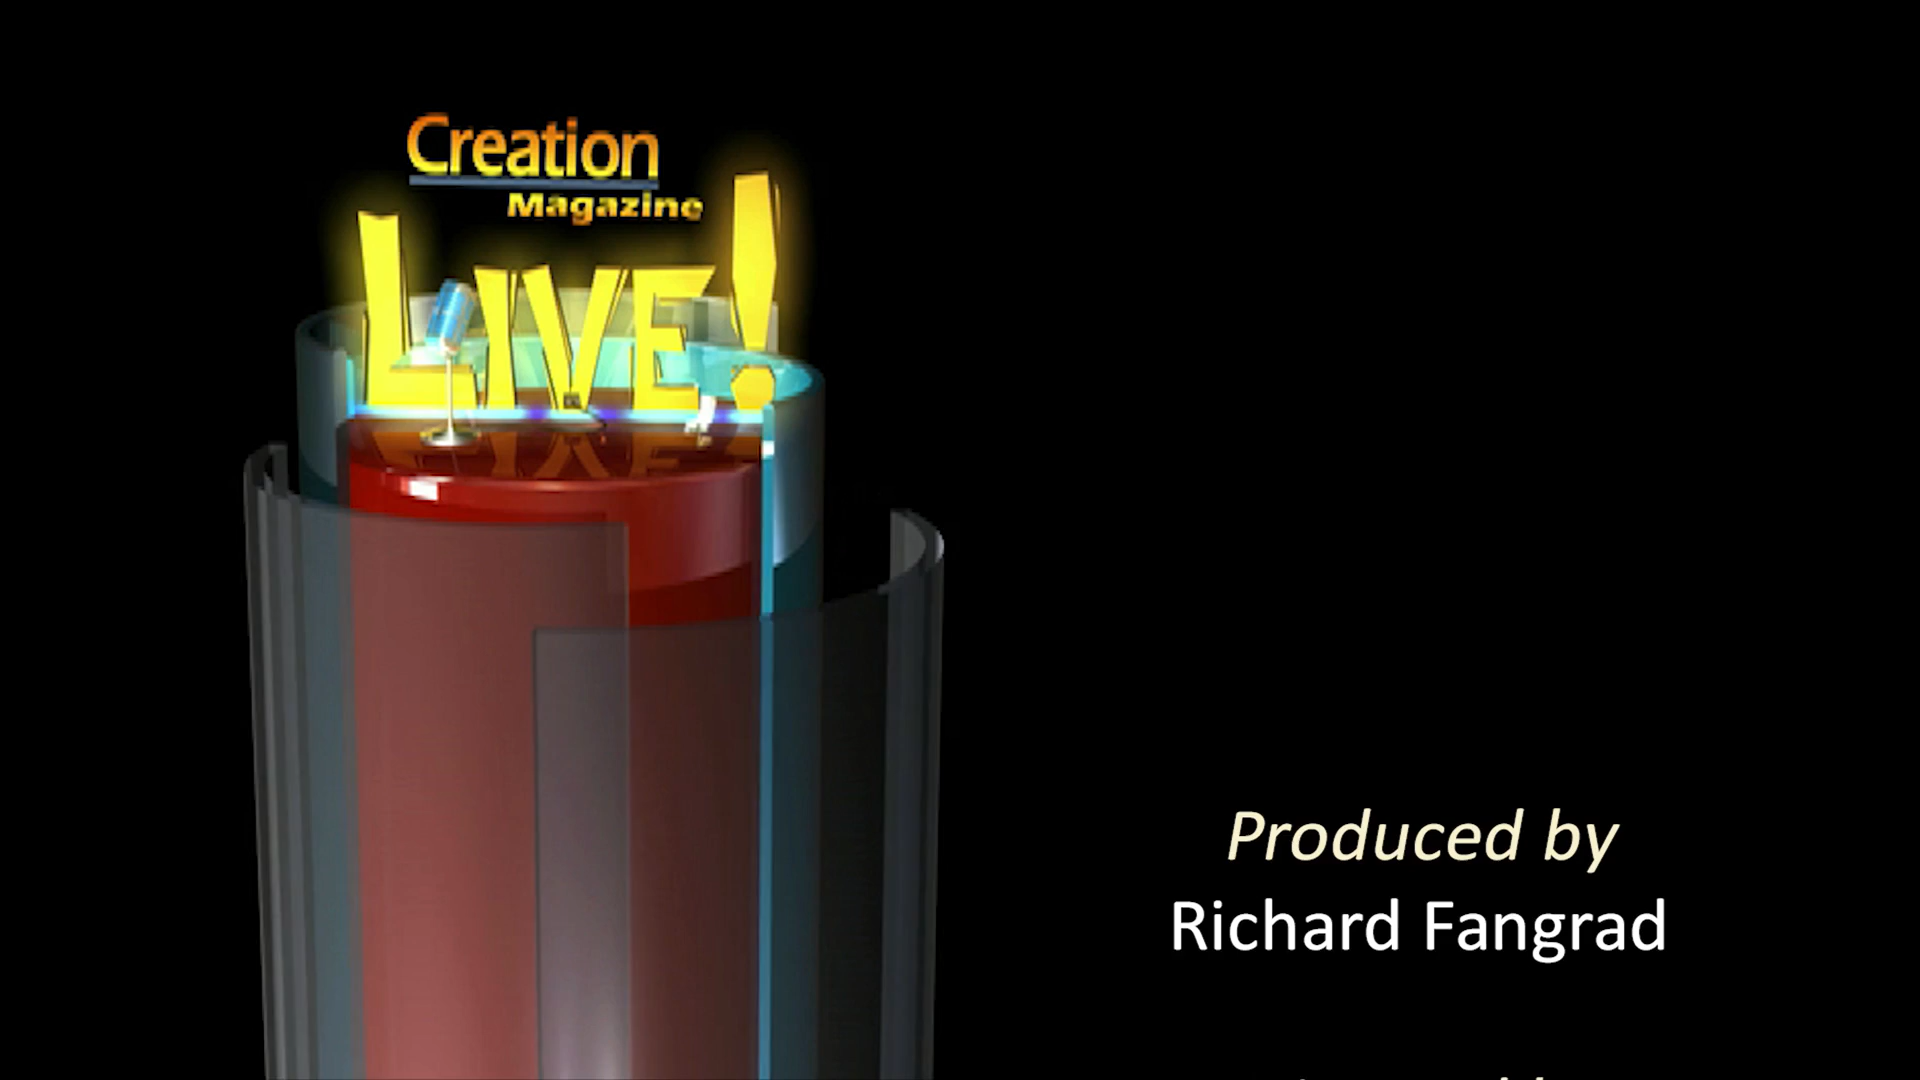 Creation
Magazine
LIVE!
Produced by
Richard Fangrad